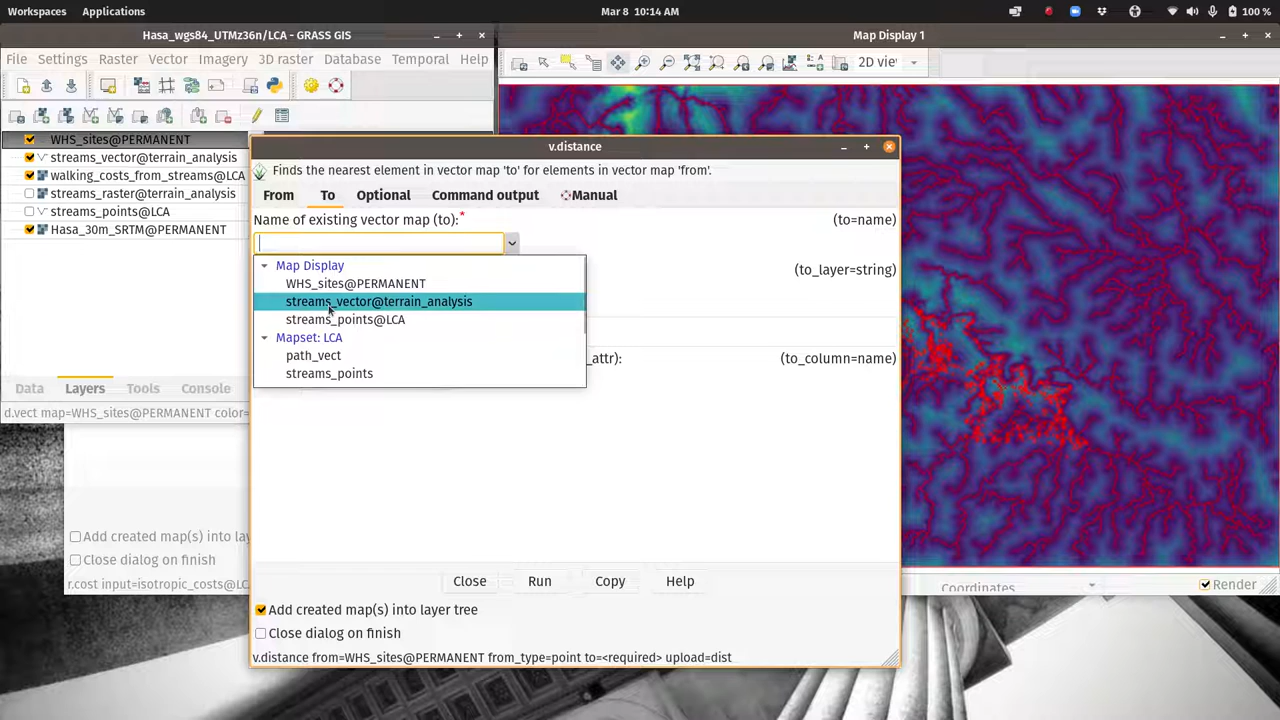 Workspaces Applications Mar 8 10:14 AM 100 %
Hasa_wgs84_UTMz36n/LCA - GRASS GIS
Map Display 1
File Settings Raster Vector Imagery 3D raster Database Temporal Help
2D vie
WHS_sites@PERMANENT
streams_vector@terrain_analysis
walking_costs_from_streams@LCA
streams_raster@terrain_analysis
streams_points@LCA
Hasa_30m_SRTM@PERMANENT
Data Layers Tools Console
d.vect map=WHS_sites@PERMANENT color=
Add created map(s) into lay
Close dialog on finish
r.cost input=isotropic_costs@LC
v.distance
Finds the nearest element in vector map 'to' for elements in vector map 'from'.
From To Optional Command output Manual
Name of existing vector map (to):* (to=name)
(to_layer=string)
Map Display
WHS_sites@PERMANENT
streams_vector@terrain_analysis
streams_points@LCA
Mapset: LCA
path_vect
streams_points
_attr): (to_column=name)
Close Run Copy Help
Add created map(s) into layer tree
Close dialog on finish
v.distance from=WHS_sites@PERMANENT from_type=point to=<required> upload=dist
Coordinates Render